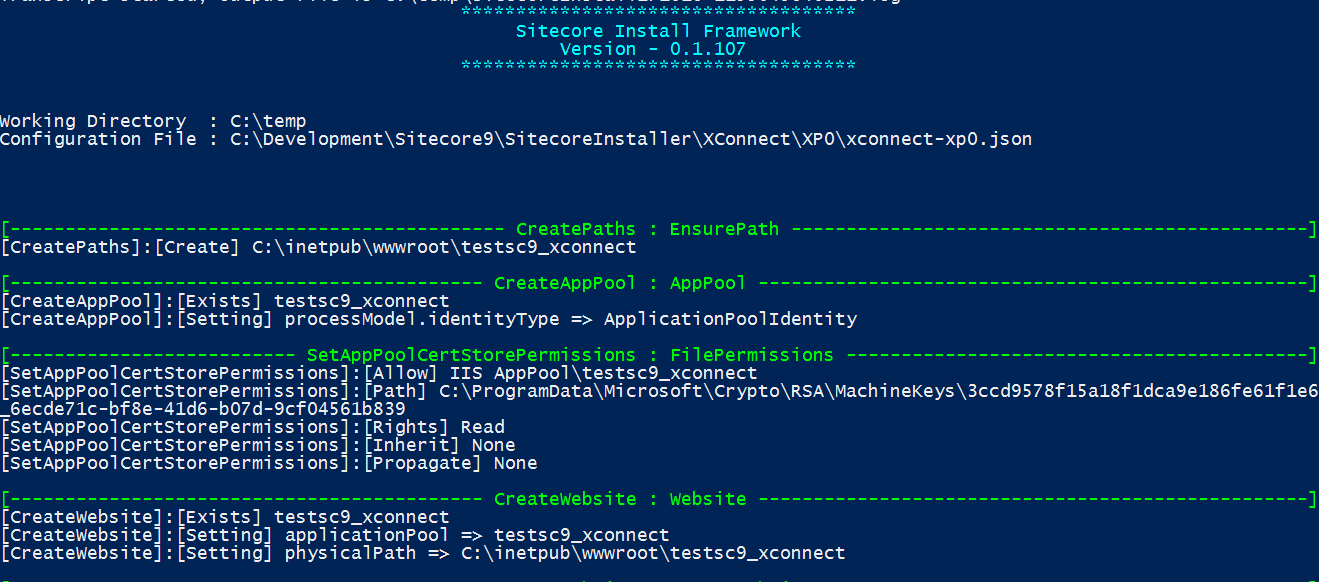 *************************************
Sitecore Install Framework
Version - 0.1.107
*************************************
Working Directory  : C:\temp
Configuration File : C:\Development\Sitecore9\SitecoreInstaller\XConnect\XP0\xconnect-xp0.json
[--------------------------------------------- CreatePaths : EnsurePath -----------------------------------------------]
[CreatePaths]:[Create] C:\inetpub\wwwroot\testsc9_xconnect
[------------------------------------------- CreateAppPool : AppPool --------------------------------------------------]
[CreateAppPool]:[Exists] testsc9_xconnect
[CreateAppPool]:[Setting] processModel.identityType => ApplicationPoolIdentity
[-------------------------- SetAppPoolCertStorePermissions : FilePermissions ------------------------------------------]
[SetAppPoolCertStorePermissions]:[Allow] IIS AppPool\testsc9_xconnect
[SetAppPoolCertStorePermissions]:[Path] C:\ProgramData\Microsoft\Crypto\RSA\MachineKeys\3ccd9578f15a18f1dca9e186fe61f1e6
_6ecde71c-bf8e-41d6-b07d-9cf04561b839
[SetAppPoolCertStorePermissions]:[Rights] Read
[SetAppPoolCertStorePermissions]:[Inherit] None
[SetAppPoolCertStorePermissions]:[Propagate] None
[------------------------------------------- CreateWebsite : Website --------------------------------------------------]
[CreateWebsite]:[Exists] testsc9_xconnect
[CreateWebsite]:[Setting] applicationPool => testsc9_xconnect
[CreateWebsite]:[Setting] physicalPath => C:\inetpub\wwwroot\testsc9_xconnect